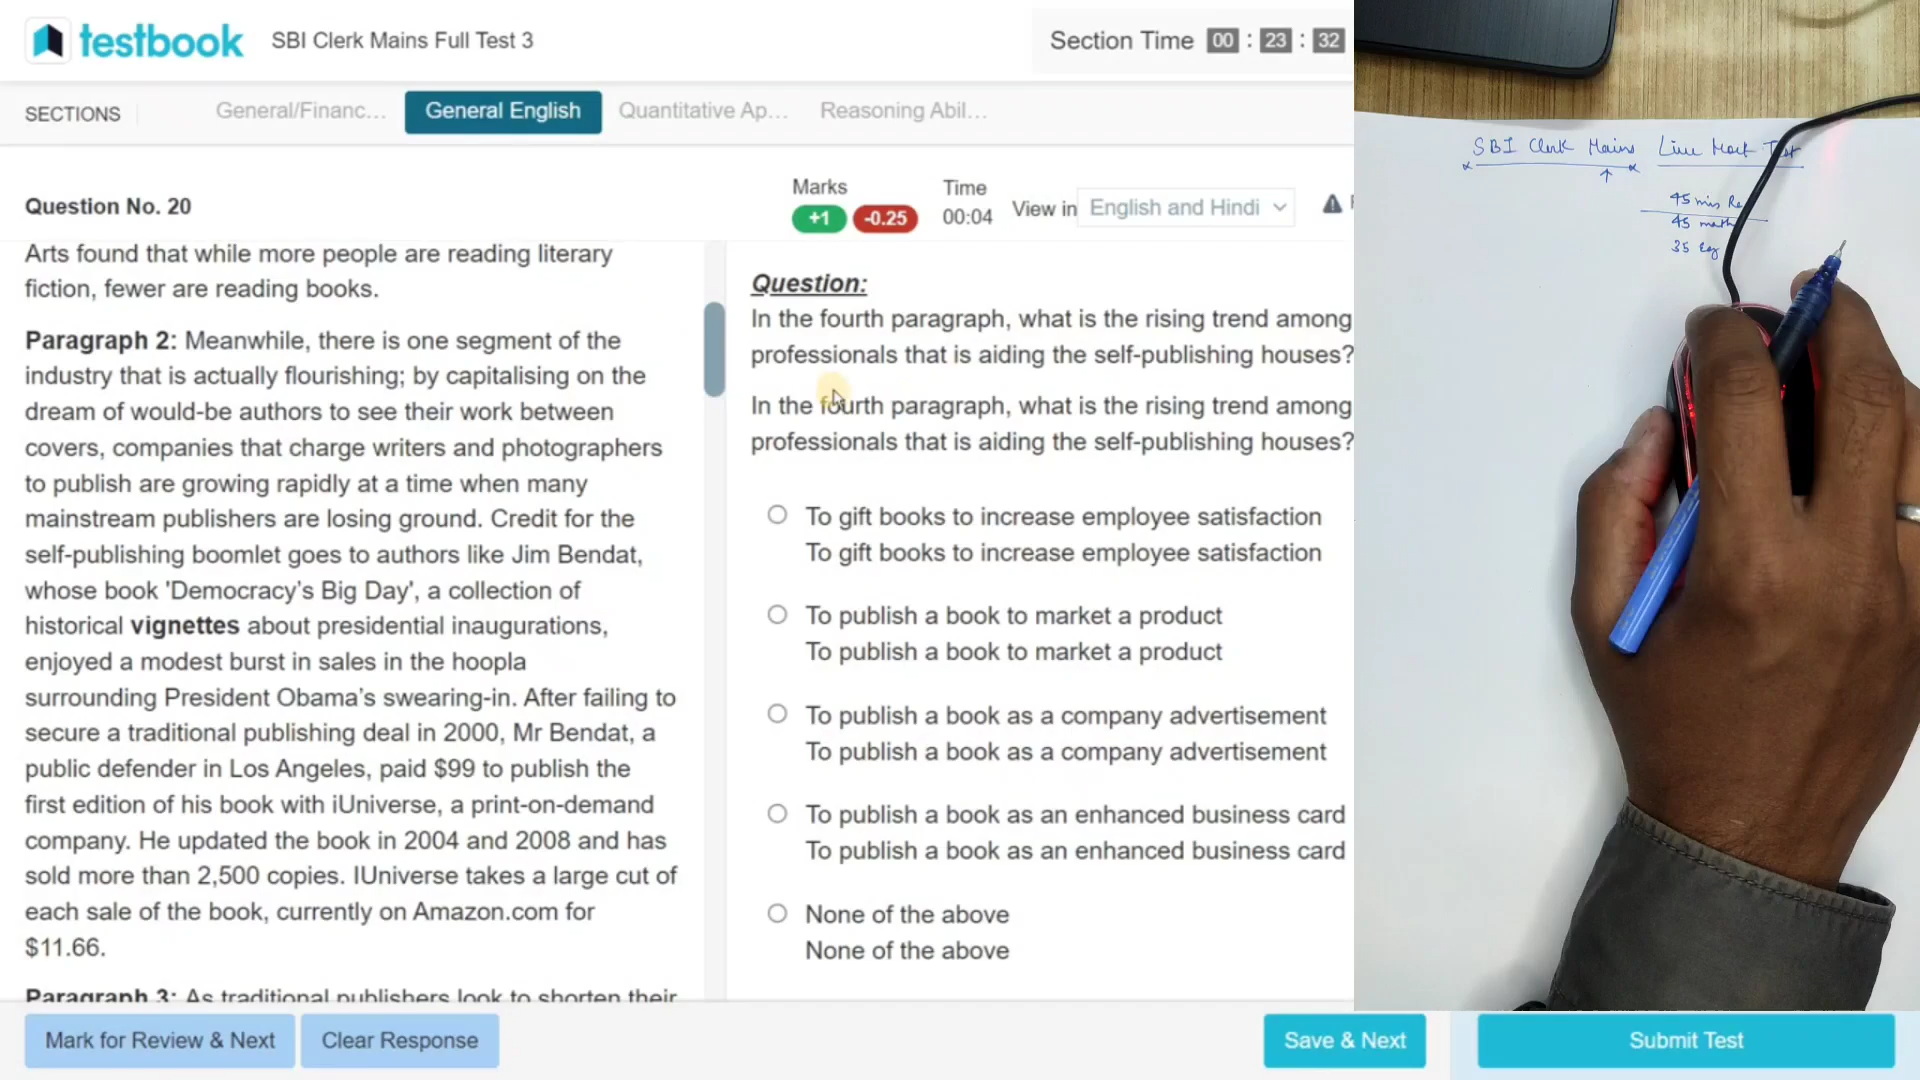 testbook
SBI Clerk Mains Full Test 3
Section Time 00 : 23 : 32
SECTIONS
General/Financ...
General English
Quantitative Ap...
Reasoning Abil...
Question No. 20
Marks
+1 -0.25
Time
00:04
View in English and Hindi
Arts found that while more people are reading literary
fiction, fewer are reading books.
Paragraph 2: Meanwhile, there is one segment of the
industry that is actually flourishing; by capitalising on the
dream of would-be authors to see their work between
covers, companies that charge writers and photographers
to publish are growing rapidly at a time when many
mainstream publishers are losing ground. Credit for the
self-publishing boomlet goes to authors like Jim Bendat,
whose book 'Democracy's Big Day', a collection of
historical vignettes about presidential inaugurations,
enjoyed a modest burst in sales in the hoopla
surrounding President Obama's swearing-in. After failing to
secure a traditional publishing deal in 2000, Mr Bendat, a
public defender in Los Angeles, paid $99 to publish the
first edition of his book with iUniverse, a print-on-demand
company. He updated the book in 2004 and 2008 and has
sold more than 2,500 copies. IUniverse takes a large cut of
each sale of the book, currently on Amazon.com for
$11.66.
Paragraph 3: As traditional publishers look to shorten their
Question:
In the fourth paragraph, what is the rising trend among
professionals that is aiding the self-publishing houses?
In the fourth paragraph, what is the rising trend among
professionals that is aiding the self-publishing houses?
To gift books to increase employee satisfaction
To gift books to increase employee satisfaction
To publish a book to market a product
To publish a book to market a product
To publish a book as a company advertisement
To publish a book as a company advertisement
To publish a book as an enhanced business card
To publish a book as an enhanced business card
None of the above
None of the above
Mark for Review & Next
Clear Response
Save & Next
Submit Test
SBI Clerk Mains Live Mock Test
45 min
45 math
35